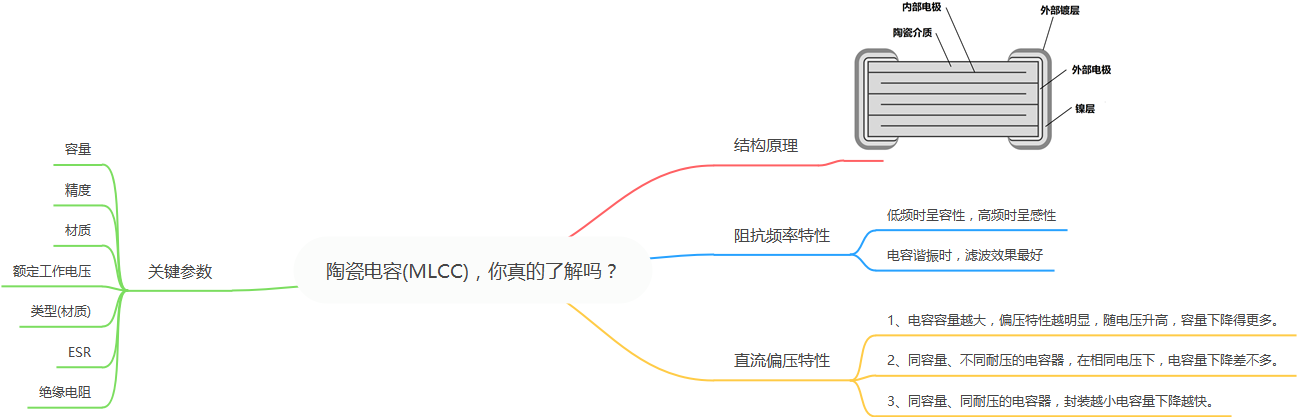 陶瓷电容(MLCC)，你真的了解吗？
结构原理
内部电极
外部镀层
陶瓷介质
外部电极
镍层
阻抗频率特性
低频时呈容性，高频时呈感性
电容谐振时，滤波效果最好
直流偏压特性
1、电容容量越大，偏压特性越明显，随电压升高，容量下降得更多。
2、同容量、不同耐压的电容器，在相同电压下，电容量下降差不多。
3、同容量、同耐压的电容器，封装越小电容量下降越快。
关键参数
容量
精度
材质
额定工作电压
类型(材质)
ESR
绝缘电阻